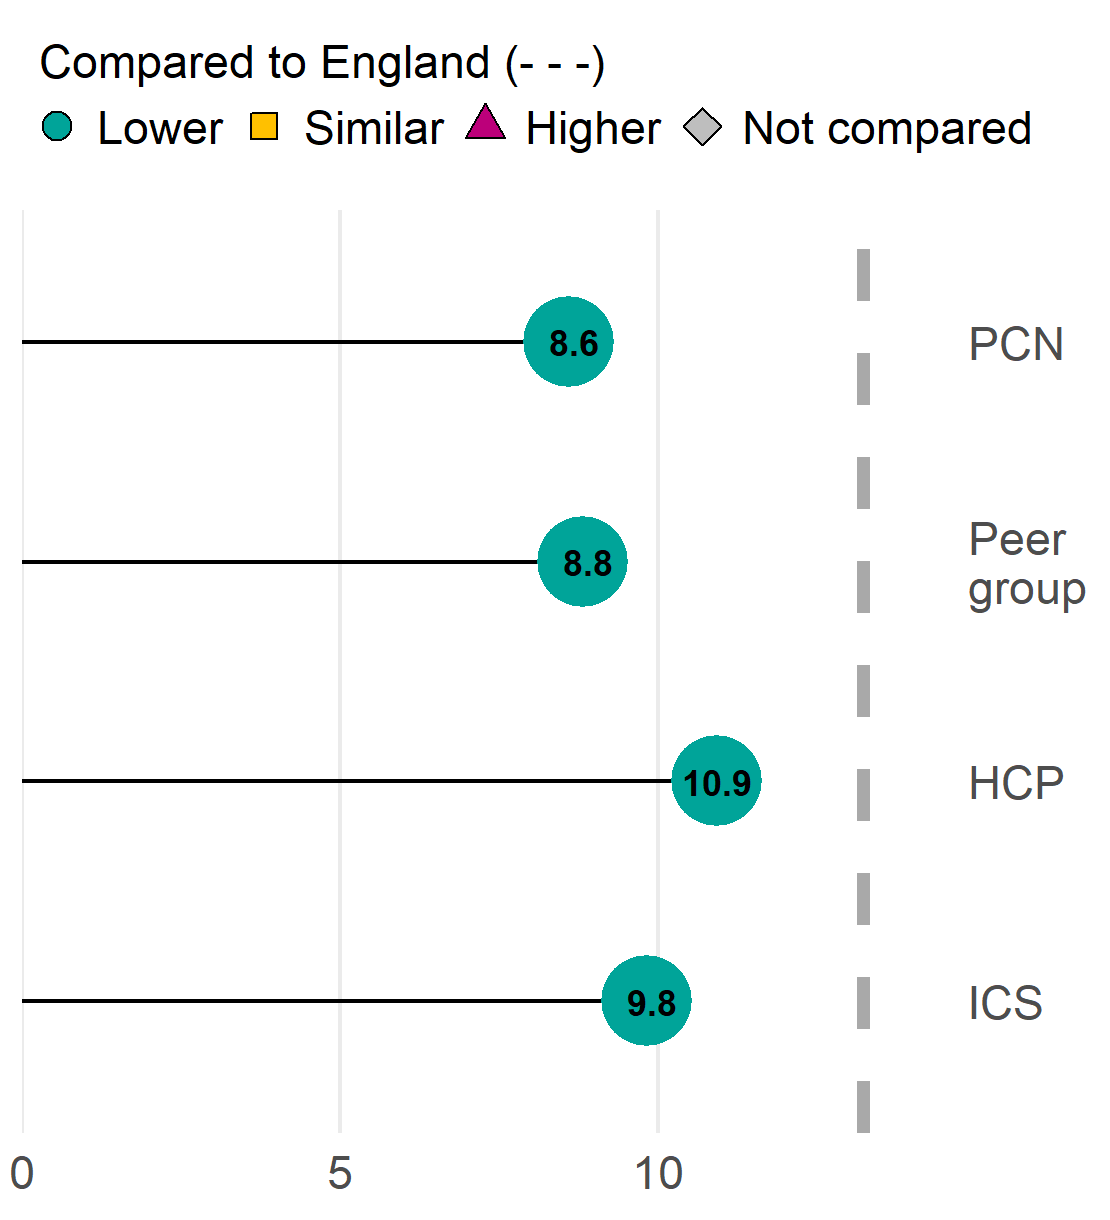 Compared to England (- - -)
Lower Similar Higher Not compared
8.6 PCN
8.8 Peer
group
10.9 HCP
9.8 ICS
0 5 10